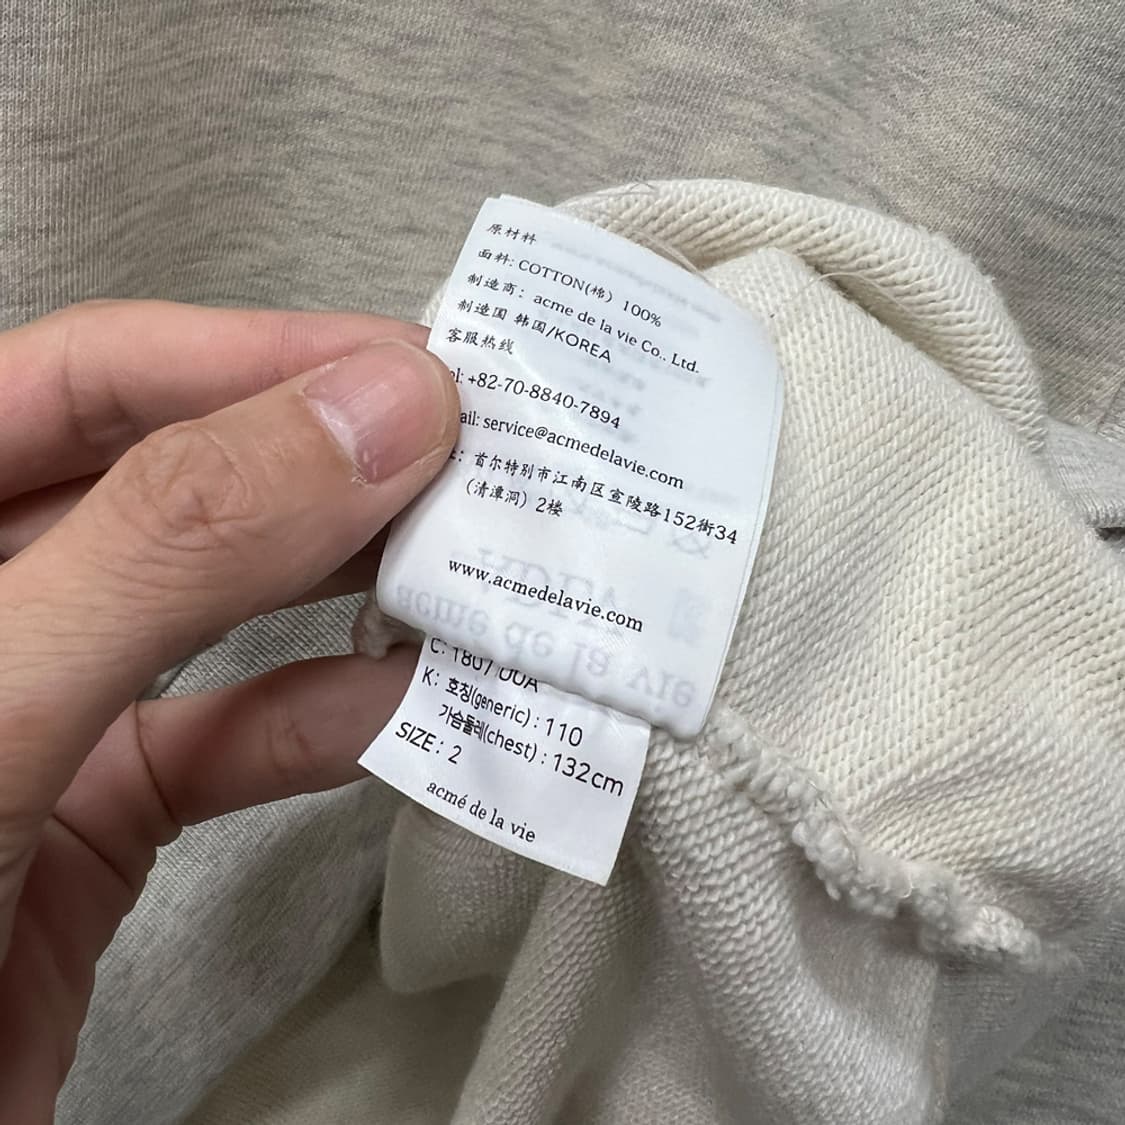 原材料
面料: COTTON(棉) 100%
制造商: acme de la vie Co., Ltd.
制造国 韩国/KOREA
客服热线
el: +82-70-8840-7894
ail: service@acmedelavie.com
: 首尔特别市江南区宣陵路152街34
(清潭洞) 2楼
www.acmedelavie.com
C: 180/
K: 호칭(generic) : 110
가슴둘레(chest) : 132cm
SIZE: 2
acmé de la vie